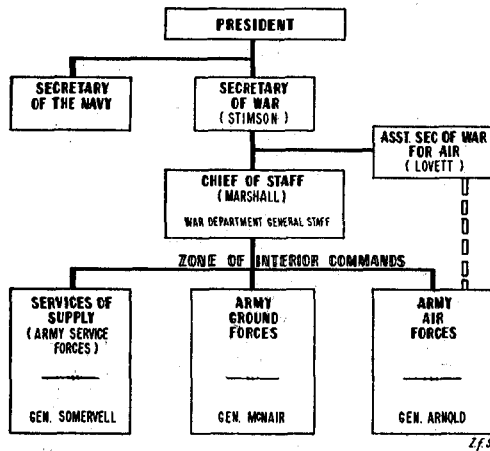 PRESIDENT
SECRETARY
OF THE NAVY
SECRETARY
OF WAR
(STIMSON)
ASST. SEC OF WAR
FOR AIR
(LOVETT)
CHIEF OF STAFF
(MARSHALL)
WAR DEPARTMENT GENERAL STAFF
ZONE OF INTERIOR COMMANDS
SERVICES OF
SUPPLY
(ARMY SERVICE
FORCES)
GEN. SOMERVELL
ARMY
GROUND
FORCES
GEN. MCNAIR
ARMY
AIR
FORCES
GEN. ARNOLD